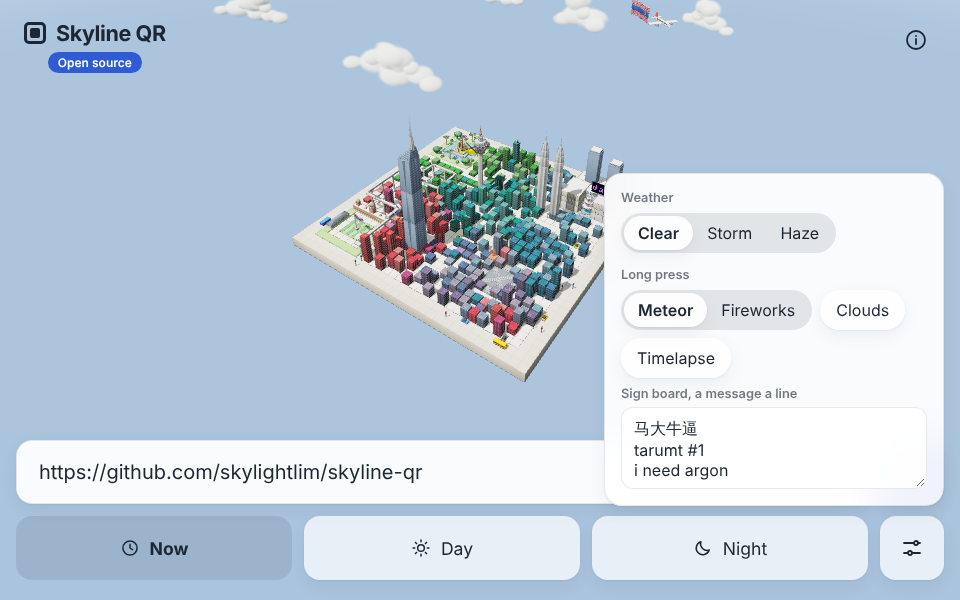 Skyline QR
Open source
Weather
Clear
Storm
Haze
Long press
Meteor
Fireworks
Clouds
Timelapse
Sign board, a message a line
马大牛逼
tarumt #1
i need argon
https://github.com/skylightlim/skyline-qr
Now
Day
Night